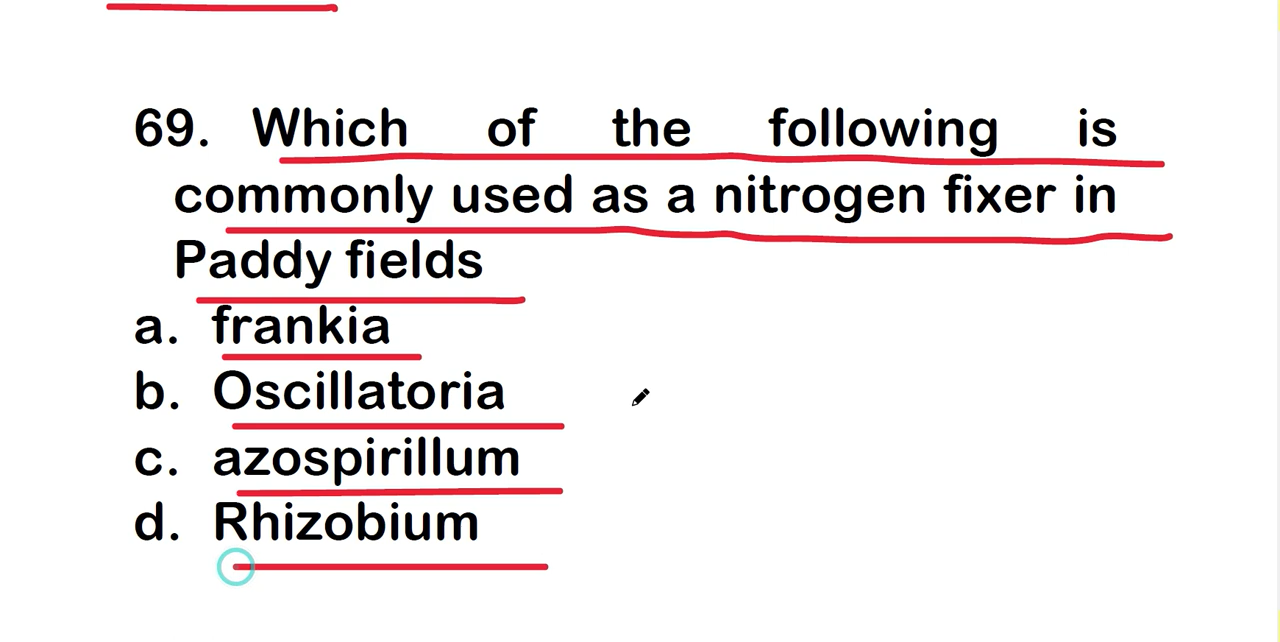 69. Which of the following is
commonly used as a nitrogen fixer in
Paddy fields
a. frankia
b. Oscillatoria
c. azospirillum
d. Rhizobium